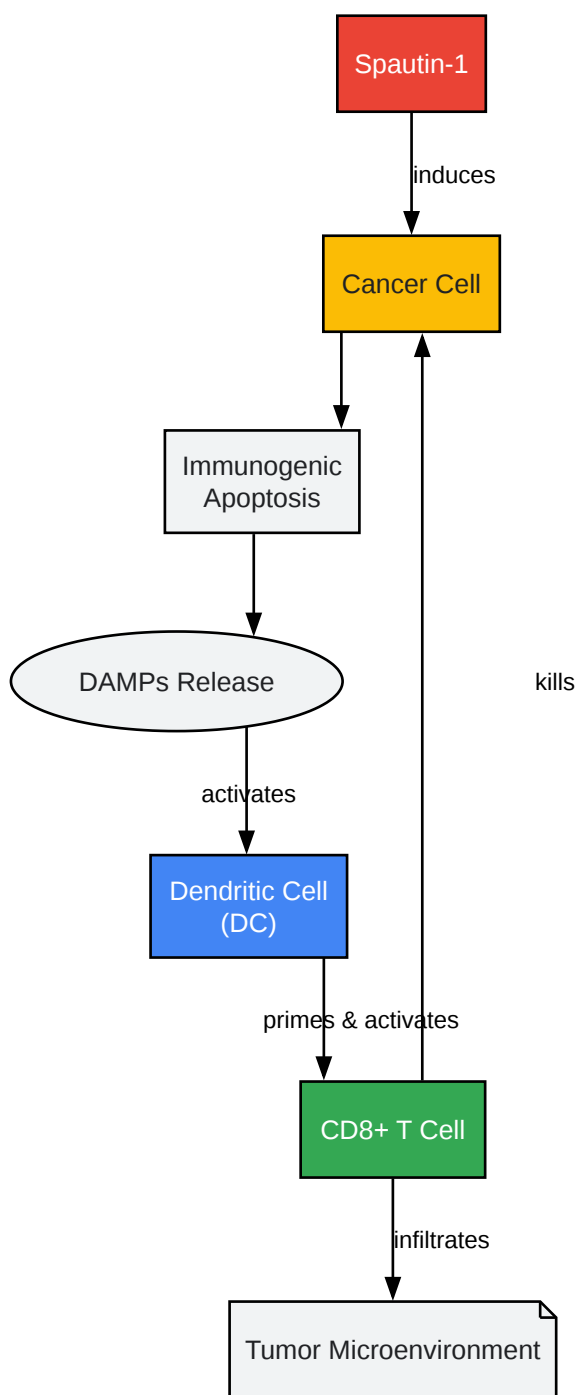 Spautin-1
induces
Cancer Cell
Immunogenic
Apoptosis
DAMPs Release
kills
activates
Dendritic Cell
(DC)
primes & activates
CD8+ T Cell
infiltrates
Tumor Microenvironment